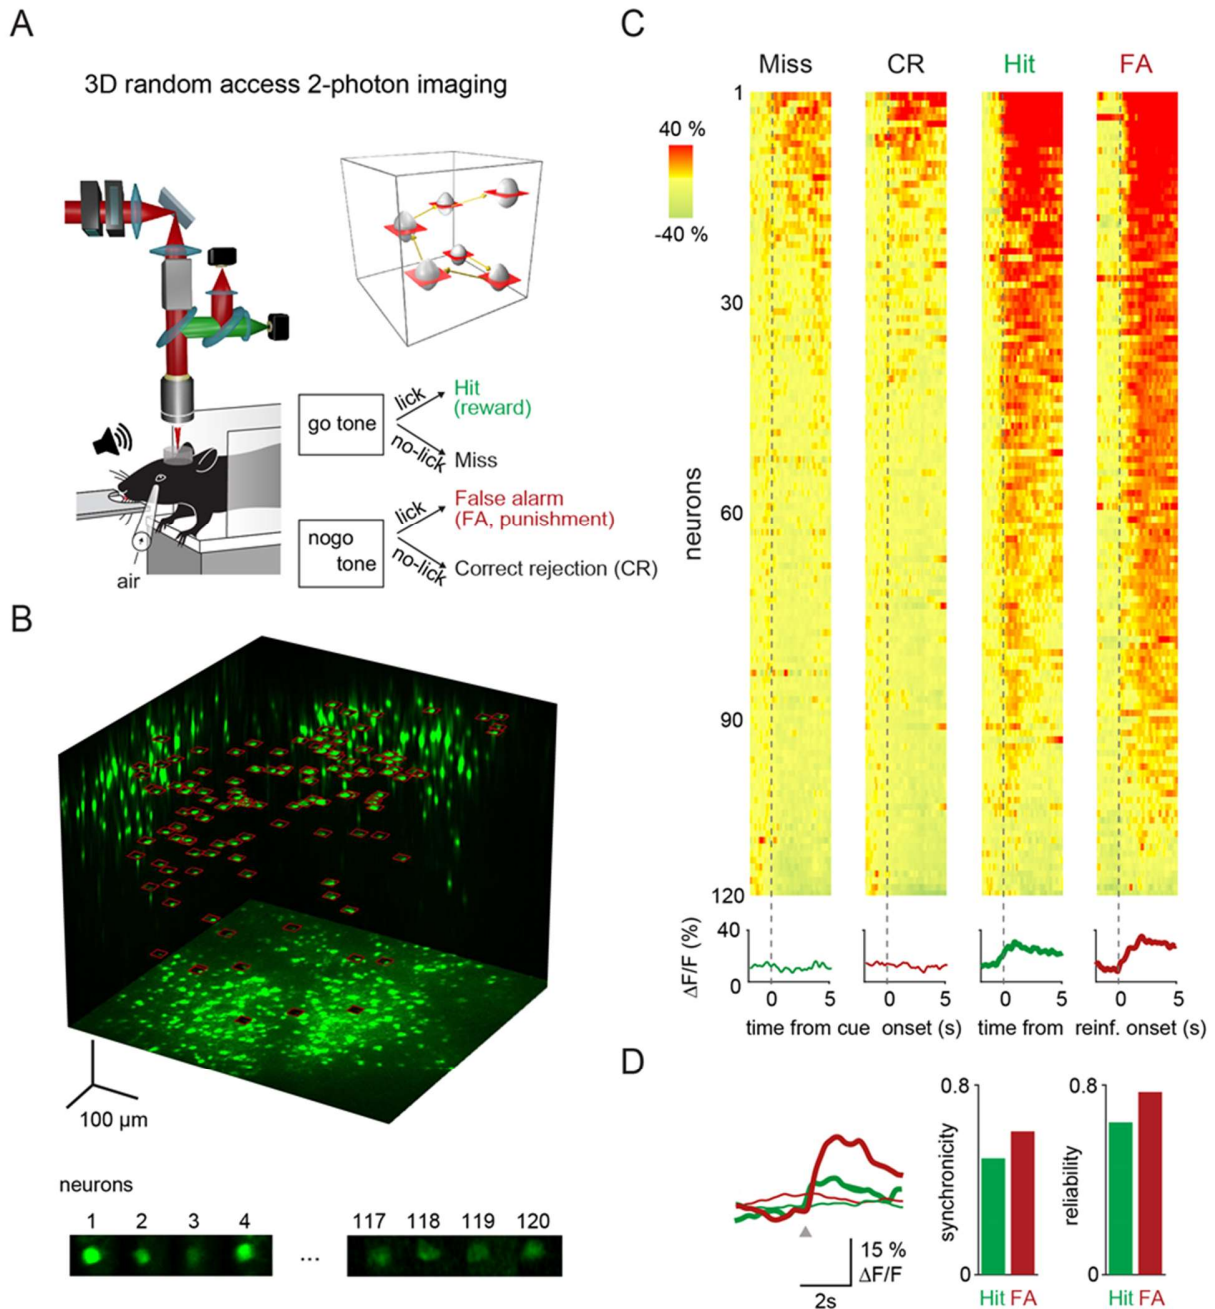 A
3D random access 2-photon imaging
air
go tone
lick
no-lick
Hit
(reward)
Miss
nogo
tone
lick
no-lick
False alarm
(FA, punishment)
Correct rejection (CR)
B
100 µm
neurons
1 2 3 4 ... 117 118 119 120
C
Miss CR Hit FA
40 %
-40 %
neurons
1
30
60
90
120
ΔF/F (%)
40
0
0 5 0 5 0 5 0 5
time from cue onset (s) time from reinf. onset (s)
D
15 %
ΔF/F
2s
synchronicity
0.8
0
Hit FA
reliability
0.8
0
Hit FA